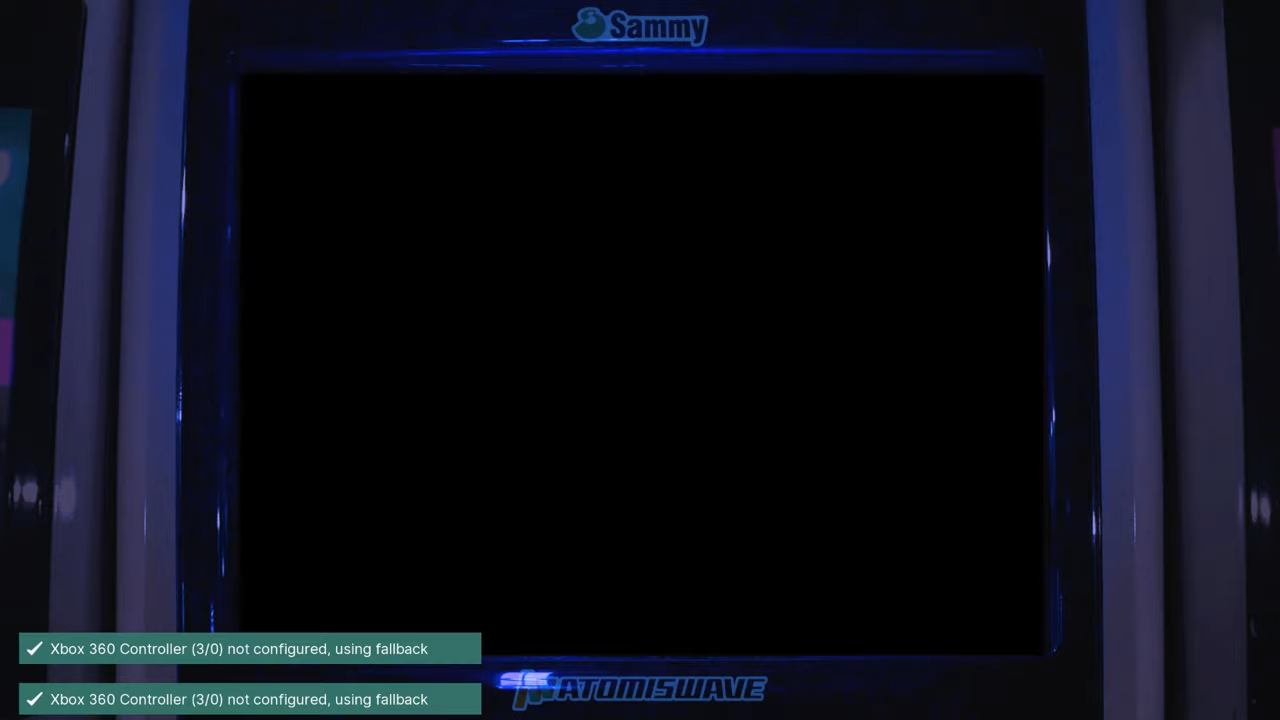 Sammy
Xbox 360 Controller (3/0) not configured, using fallback
Xbox 360 Controller (3/0) not configured, using fallback
ATOMISWAVE